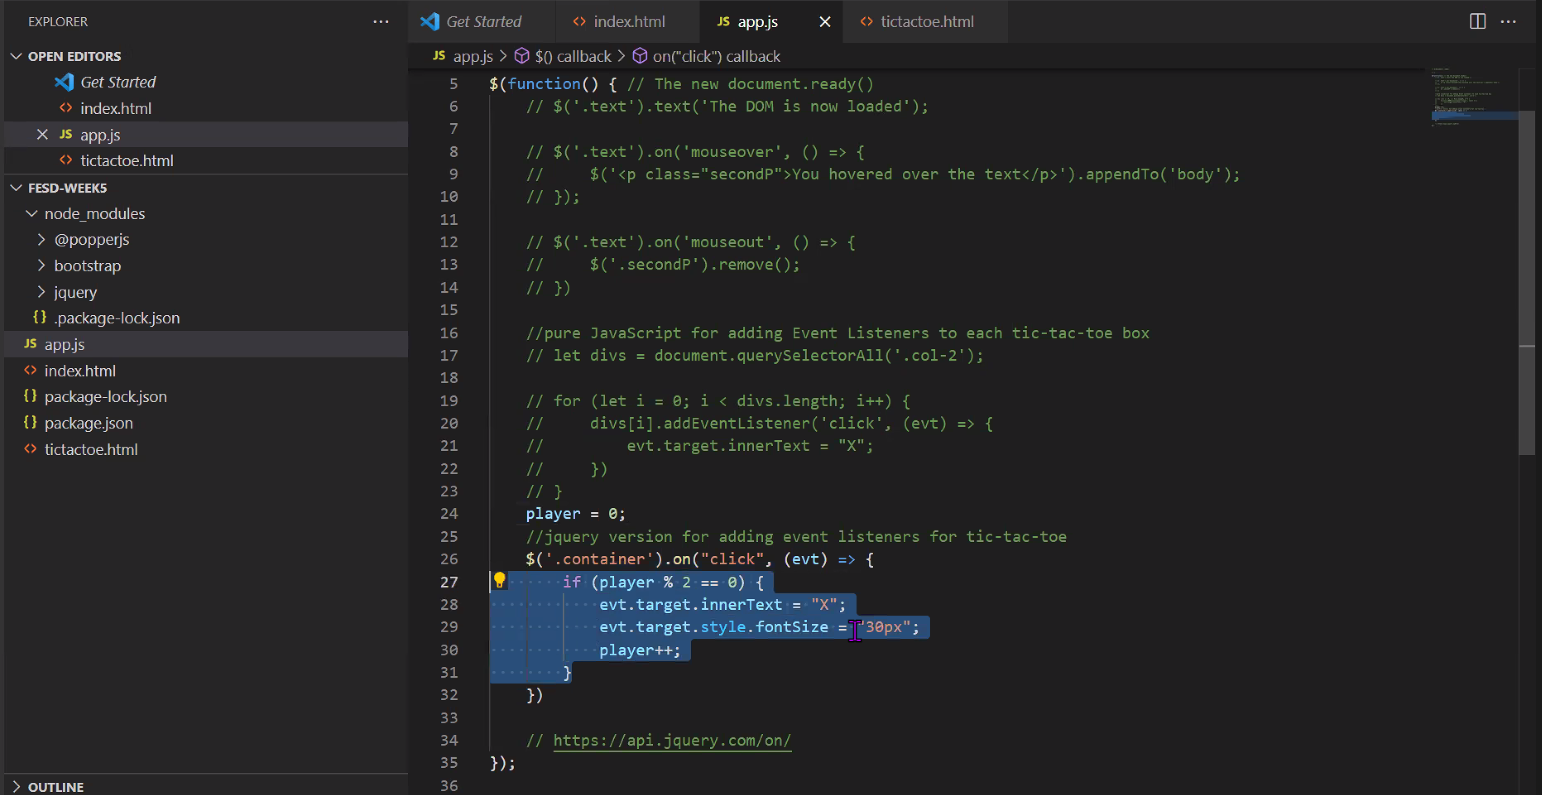 EXPLORER ...
OPEN EDITORS
Get Started
index.html
JS app.js
tictactoe.html
FESD-WEEK5
node_modules
@popperjs
bootstrap
jquery
{} .package-lock.json
JS app.js
index.html
{} package-lock.json
{} package.json
tictactoe.html
OUTLINE
Get Started <> index.html JS app.js <> tictactoe.html ...
JS app.js > $() callback > on("click") callback
5 $(function() { // The new document.ready()
6 // $('.text').text('The DOM is now loaded');
7
8 // $('.text').on('mouseover', () => {
9 // $('<p class="secondP">You hovered over the text</p>').appendTo('body');
10 // });
11
12 // $('.text').on('mouseout', () => {
13 // $('.secondP').remove();
14 // })
15
16 //pure JavaScript for adding Event Listeners to each tic-tac-toe box
17 // let divs = document.querySelectorAll('.col-2');
18
19 // for (let i = 0; i < divs.length; i++) {
20 // divs[i].addEventListener('click', (evt) => {
21 // evt.target.innerText = "X";
22 // })
23 // }
24 player = 0;
25 //jquery version for adding event listeners for tic-tac-toe
26 $('.container').on("click", (evt) => {
27 if (player % 2 == 0) {
28 evt.target.innerText = "X";
29 evt.target.style.fontSize = "30px";
30 player++;
31 }
32 })
33
34 // https://api.jquery.com/on/
35 });
36